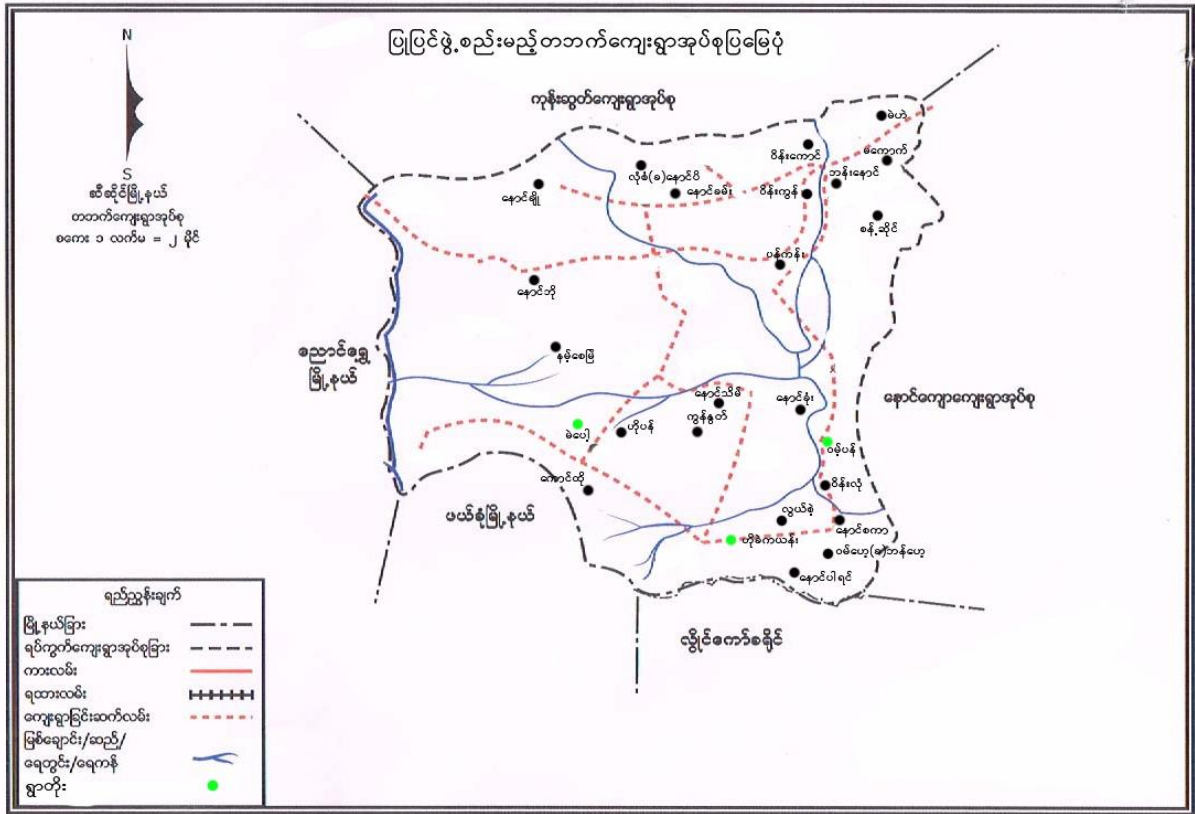 ပြုပြင်ဖွဲ့စည်းမည့်တဘက်ကျေးရွာအုပ်စုပြမြေပုံ
N
S
ဆီဆိုင်မြို့နယ်
တဘက်ကျေးရွာအုပ်စု
စကေး ၁ လက်မ = ၂ မိုင်
ကုန်းဆွတ်ကျေးရွာအုပ်စု
မဲဟဲ
ဝိန်းကောင်
မကောက်
လိုစံ(ခ)နောင်ပိ
ဘန်းနောင်
နောင်ချို
နောင်ခမ်း
ဝိန်းကွန်
စန့်ဆိုင်
ပန်ကန်း
နောင်ဘို
ညောင်ရွှေ
မြို့နယ်
နမ့်စေမြဲ
နောင်သိမ်
နောင်ခုံး
နောင်ကျောကျေးရွာအုပ်စု
မဲပေါ့
ဟိုပန်
ကွန်နွတ်
ဝမ့်ပန်
ကောင်ထို
ဝိန်းလုံ
ဖယ်ခုံမြို့နယ်
လွယ်စဲ့
နောင်စကာ
ဟိုခဲကယန်း
ဝမ်ဟေ့(ခ)ဘန်ဟေ့
နောင်ပါရင်
လွိုင်ကော်ခရိုင်
ရည်ညွှန်းချက်
မြို့နယ်ခြား
ရပ်ကွက်ကျေးရွာအုပ်စုခြား
ကားလမ်း
ရထားလမ်း
ကျေးရွာခြင်းဆက်လမ်း
မြစ်ချောင်း/ဆည်/
ရေတွင်း/ရေကန်
ရွာတိုး